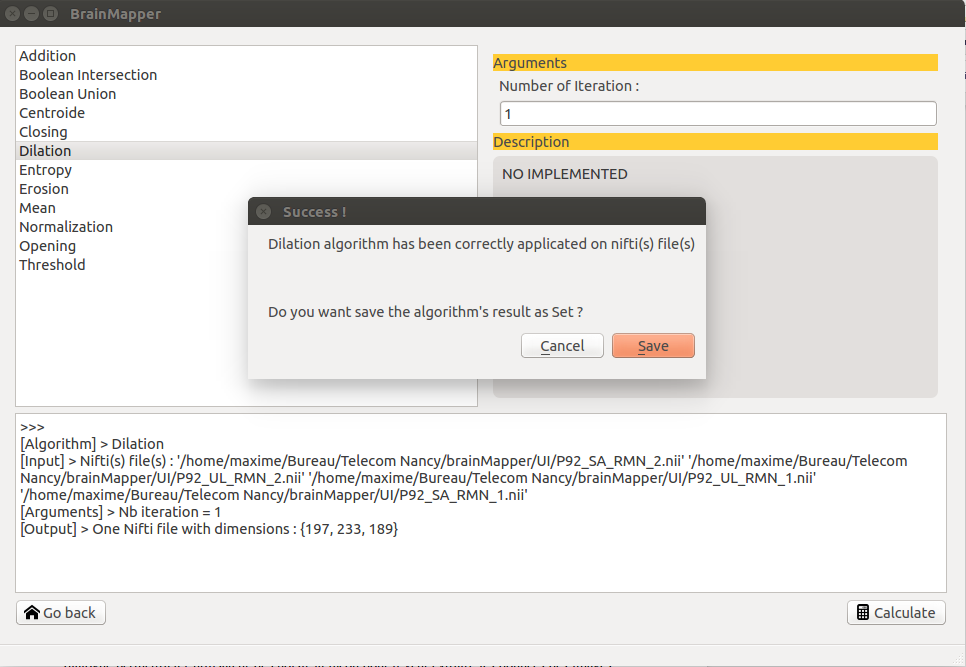 BrainMapper
Addition
Boolean Intersection
Boolean Union
Centroide
Closing
Dilation
Entropy
Erosion
Mean
Normalization
Opening
Threshold
Arguments
Number of Iteration :
1
Description
NO IMPLEMENTED
Success !
Dilation algorithm has been correctly applicated on nifti(s) file(s)
Do you want save the algorithm's result as Set ?
Cancel
Save
>>>
[Algorithm] > Dilation
[Input] > Nifti(s) file(s) : '/home/maxime/Bureau/Telecom Nancy/brainMapper/UI/P92_SA_RMN_2.nii' '/home/maxime/Bureau/Telecom
Nancy/brainMapper/UI/P92_UL_RMN_2.nii' '/home/maxime/Bureau/Telecom Nancy/brainMapper/UI/P92_UL_RMN_1.nii'
'/home/maxime/Bureau/Telecom Nancy/brainMapper/UI/P92_SA_RMN_1.nii'
[Arguments] > Nb iteration = 1
[Output] > One Nifti file with dimensions : {197, 233, 189}
Go back
Calculate